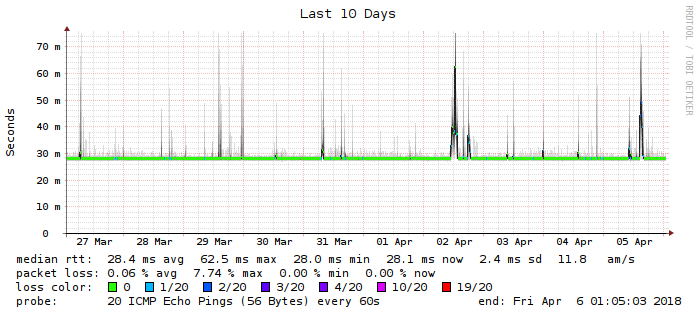 Last 10 Days
RRDTOOL / TOBI OETIKER
Seconds
70 m
60 m
50 m
40 m
30 m
20 m
10 m
0
27 Mar 28 Mar 29 Mar 30 Mar 31 Mar 01 Apr 02 Apr 03 Apr 04 Apr 05 Apr
median rtt: 28.4 ms avg 62.5 ms max 28.0 ms min 28.1 ms now 2.4 ms sd 11.8 am/s
packet loss: 0.06 % avg 7.74 % max 0.00 % min 0.00 % now
loss color: 0 1/20 2/20 3/20 4/20 10/20 19/20
probe: 20 ICMP Echo Pings (56 Bytes) every 60s end: Fri Apr 6 01:05:03 2018